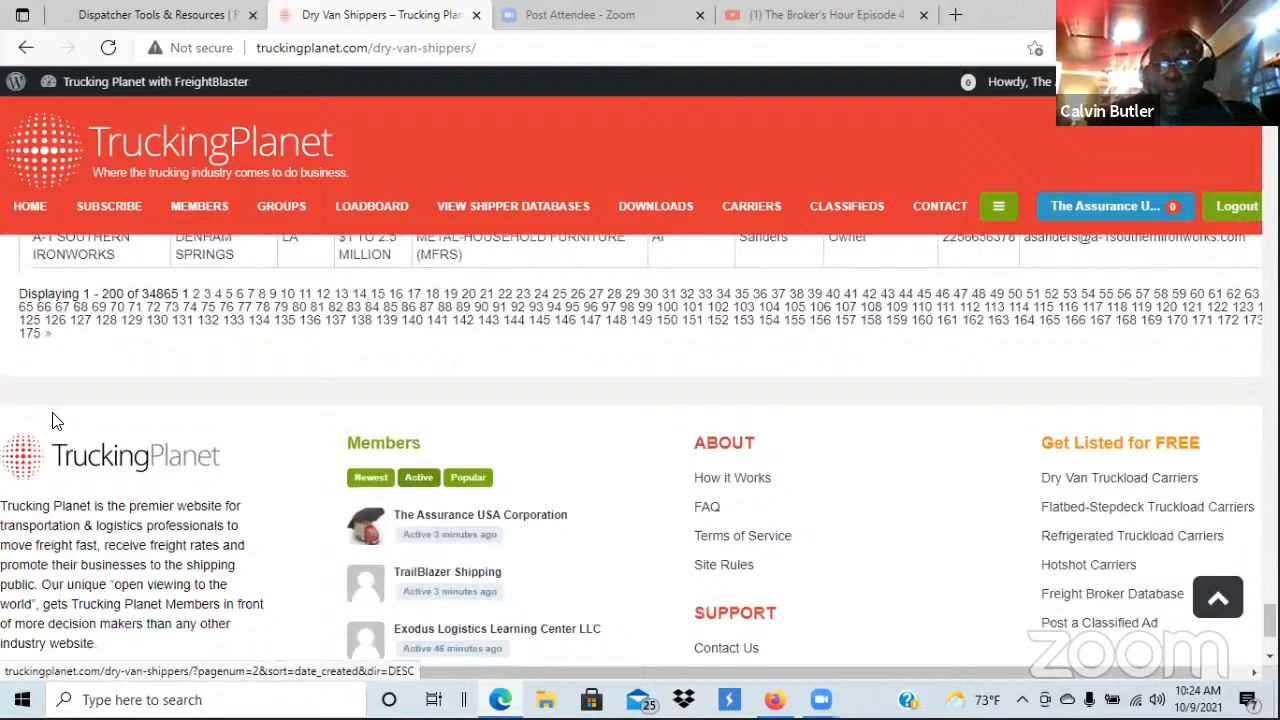 Dispatcher Tools & Resources | F
Dry Van Shippers – Trucking Plan
Post Attendee - Zoom
(1) The Broker's Hour Episode 4
Not secure
truckingplanet.com/dry-van-shippers/
Trucking Planet with FreightBlaster
0
Howdy, The
Calvin Butler
TruckingPlanet
Where the trucking industry comes to do business.
HOME
SUBSCRIBE
MEMBERS
GROUPS
LOADBOARD
VIEW SHIPPER DATABASES
DOWNLOADS
CARRIERS
CLASSIFIEDS
CONTACT
The Assurance U... 0
Logout
A-1 SOUTHERN IRONWORKS
DENHAM SPRINGS
LA
$1 TO 2.5 MILLION
METAL-HOUSEHOLD FURNITURE (MFRS)
Al
Sanders
Owner
2256656378
asanders@a-1southernironworks.com
Displaying 1 - 200 of 34865 1 2 3 4 5 6 7 8 9 10 11 12 13 14 15 16 17 18 19 20 21 22 23 24 25 26 27 28 29 30 31 32 33 34 35 36 37 38 39 40 41 42 43 44 45 46 47 48 49 50 51 52 53 54 55 56 57 58 59 60 61 62 63
65 66 67 68 69 70 71 72 73 74 75 76 77 78 79 80 81 82 83 84 85 86 87 88 89 90 91 92 93 94 95 96 97 98 99 100 101 102 103 104 105 106 107 108 109 110 111 112 113 114 115 116 117 118 119 120 121 122 123
125 126 127 128 129 130 131 132 133 134 135 136 137 138 139 140 141 142 143 144 145 146 147 148 149 150 151 152 153 154 155 156 157 158 159 160 161 162 163 164 165 166 167 168 169 170 171 172 173
175 »
TruckingPlanet
Trucking Planet is the premier website for
transportation & logistics professionals to
move freight fast, receive freight rates and
promote their businesses to the shipping
public. Our unique "open viewing to the
world", gets Trucking Planet Members in front
of more decision makers than any other
industry website.
Members
Newest
Active
Popular
The Assurance USA Corporation
Active 3 minutes ago
TrailBlazer Shipping
Active 3 minutes ago
Exodus Logistics Learning Center LLC
Active 46 minutes ago
ABOUT
How it Works
FAQ
Terms of Service
Site Rules
SUPPORT
Contact Us
Get Listed for FREE
Dry Van Truckload Carriers
Flatbed-Stepdeck Truckload Carriers
Refrigerated Truckload Carriers
Hotshot Carriers
Freight Broker Database
Post a Classified Ad
zoom
truckingplanet.com/dry-van-shippers/?pagenum=2&sort=date_created&dir=DESC
Type here to search
25
73°F
10:24 AM
10/9/2021
7